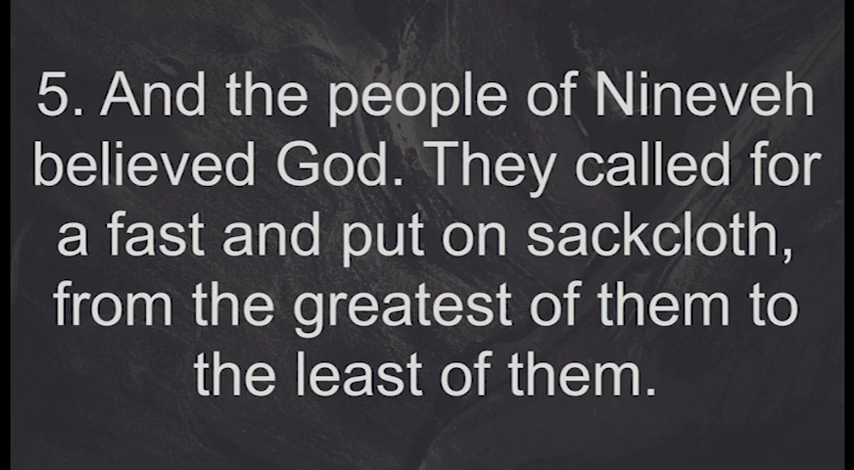 5. And the people of Nineveh
believed God. They called for
a fast and put on sackcloth,
from the greatest of them to
the least of them.